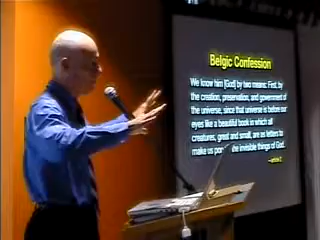 Belgic Confession
We know him [God] by two means: First, by
the creation, preservation, and government of
the universe, since that universe is before our
eyes like a beautiful book in which all
creatures, great and small, are as letters to
make us the invisible things of God.